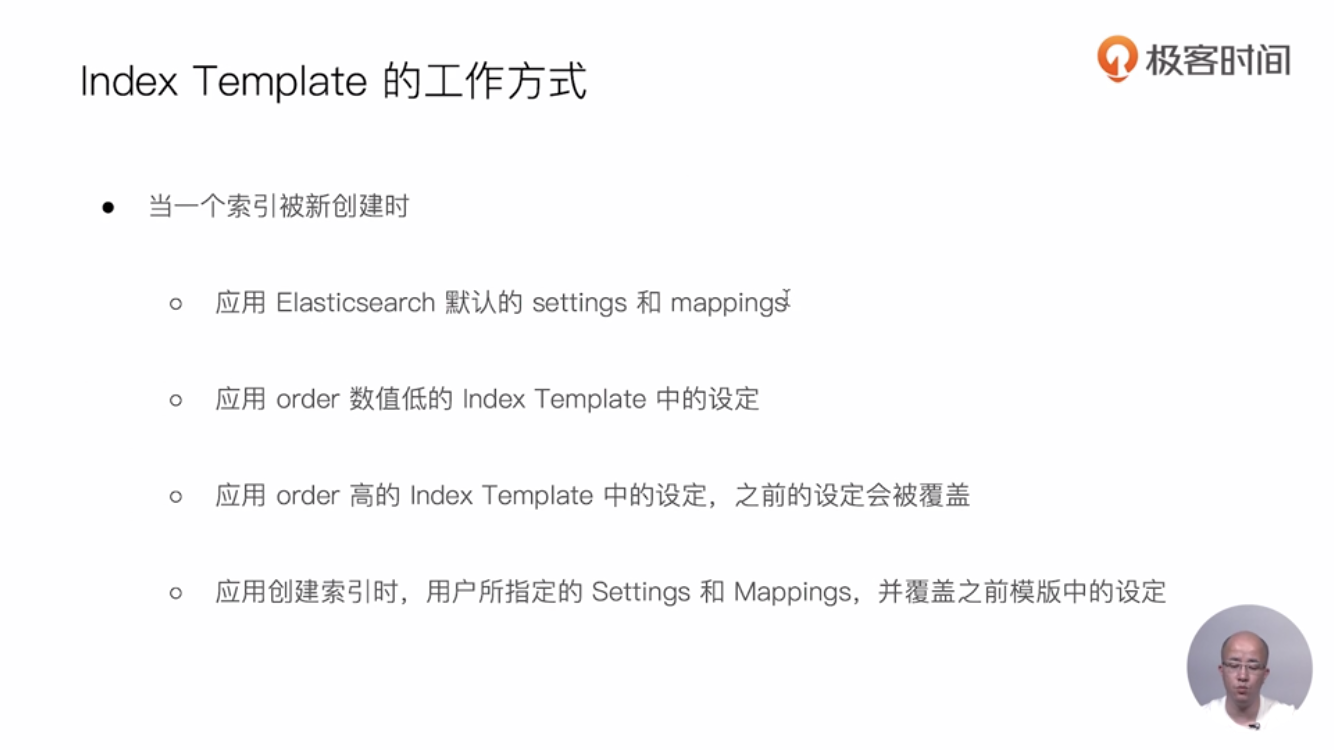 极客时间
Index Template 的工作方式
● 当一个索引被新创建时
○ 应用 Elasticsearch 默认的 settings 和 mappings
○ 应用 order 数值低的 Index Template 中的设定
○ 应用 order 高的 Index Template 中的设定，之前的设定会被覆盖
○ 应用创建索引时，用户所指定的 Settings 和 Mappings，并覆盖之前模版中的设定